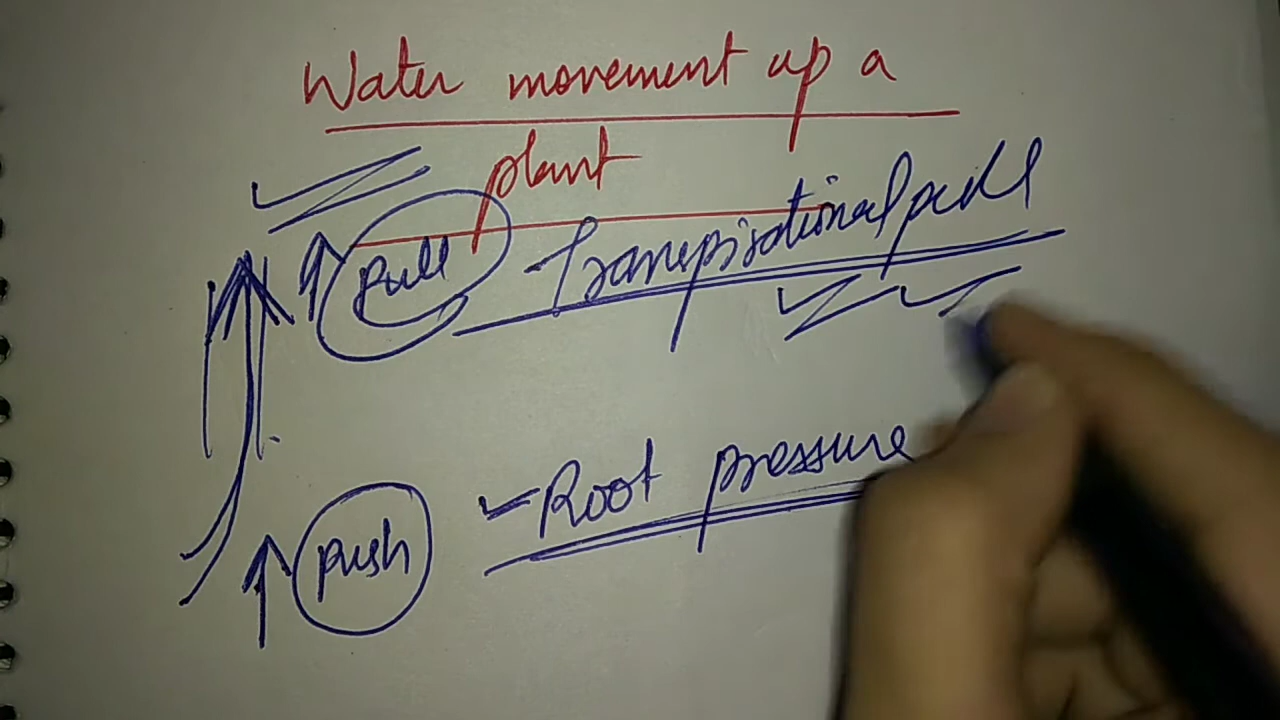 Water movement up a
plant
pull - Transpirational pull
push - Root pressure